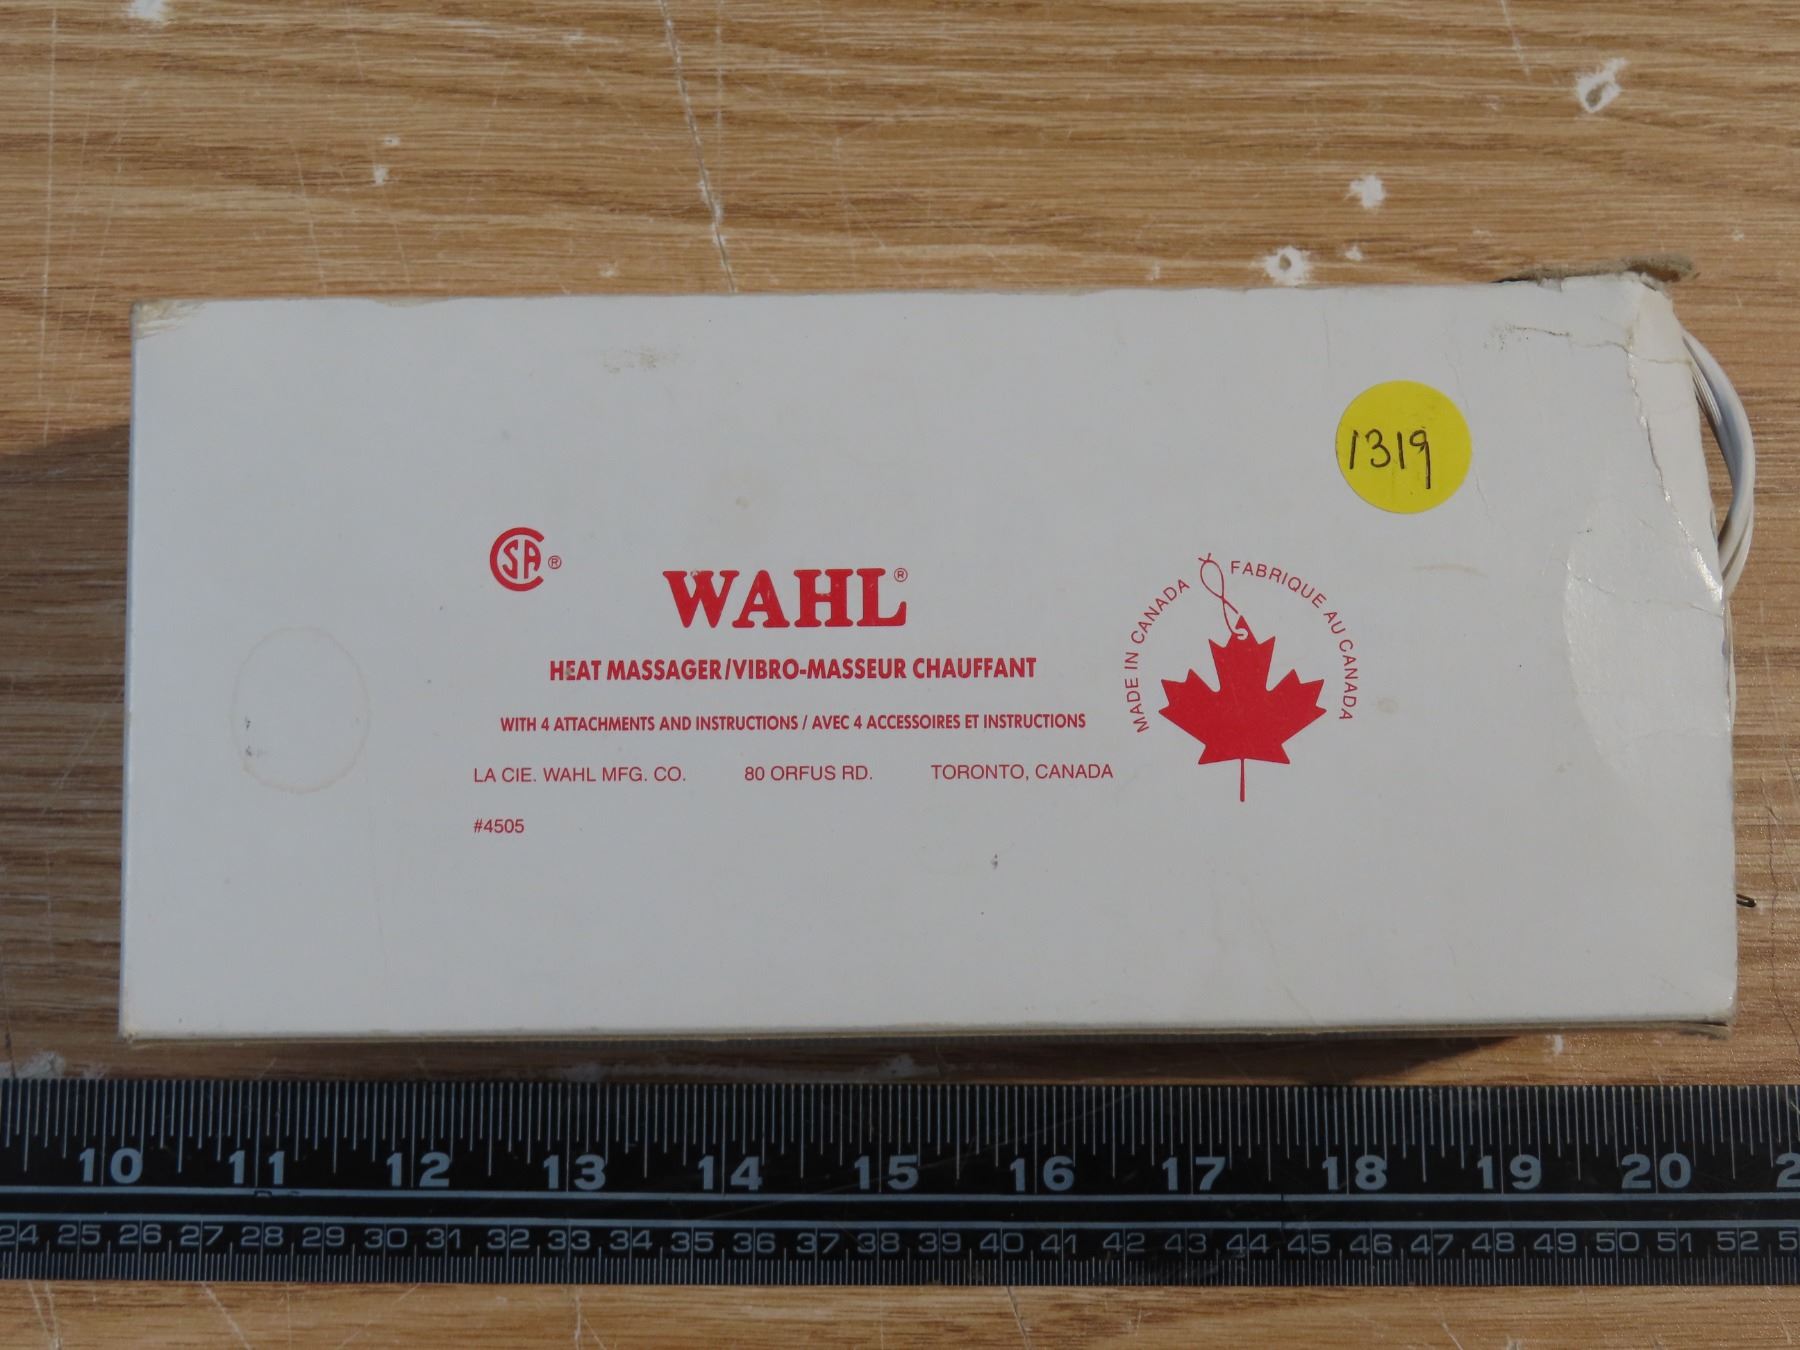 1319
CSA®
WAHL®
HEAT MASSAGER/VIBRO-MASSEUR CHAUFFANT
WITH 4 ATTACHMENTS AND INSTRUCTIONS / AVEC 4 ACCESSOIRES ET INSTRUCTIONS
LA CIE. WAHL MFG. CO. 80 ORFUS RD. TORONTO, CANADA
#4505
MADE IN CANADA
FABRIQUE AU CANADA
10 11 12 13 14 15 16 17 18 19 20
24 25 26 27 28 29 30 31 32 33 34 35 36 37 38 39 40 41 42 43 44 45 46 47 48 49 50 51 52